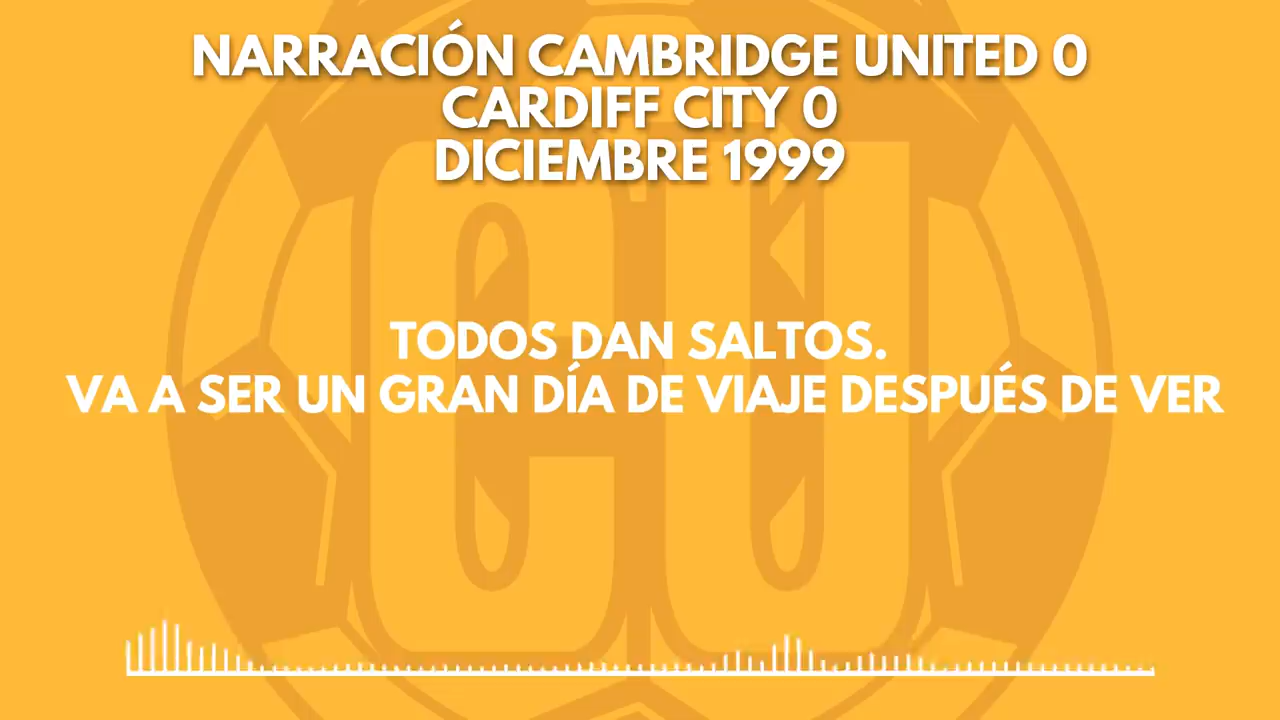 NARRACIÓN CAMBRIDGE UNITED 0
CARDIFF CITY 0
DICIEMBRE 1999
TODOS DAN SALTOS.
VA A SER UN GRAN DÍA DE VIAJE DESPUÉS DE VER
CU